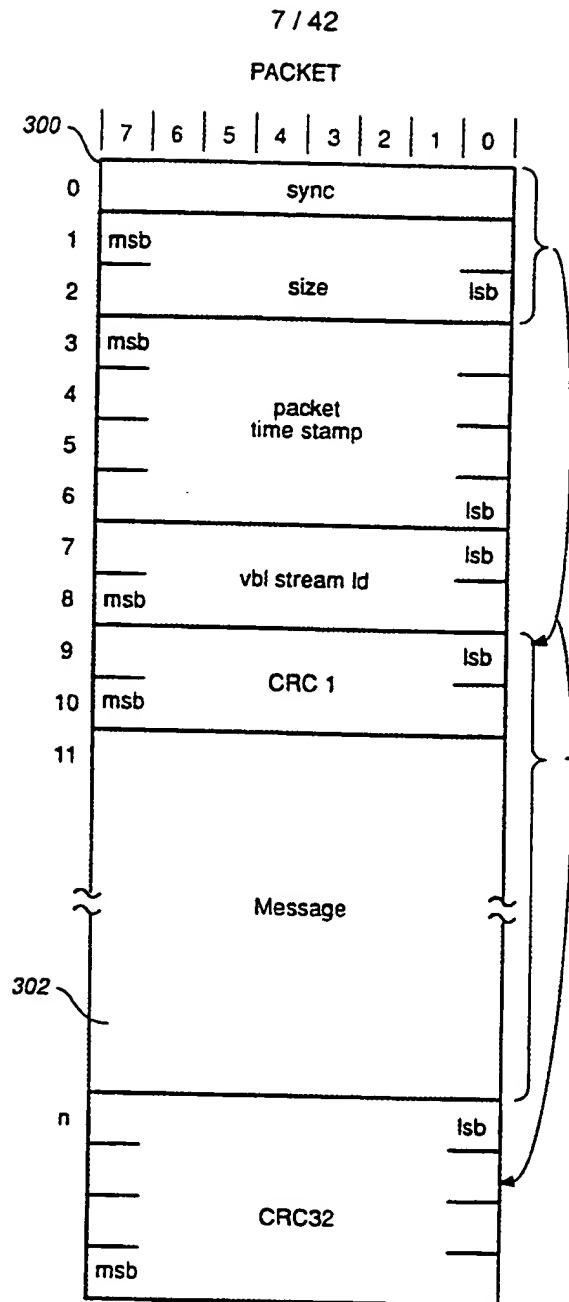 7 / 42
PACKET
300
7 6 5 4 3 2 1 0
0 sync
1 msb
2 size lsb
3 msb
4 packet
5 time stamp
6 lsb
7 lsb
vbl stream Id
8 msb
9 lsb
CRC 1
10 msb
11
Message
302
n lsb
CRC32
msb